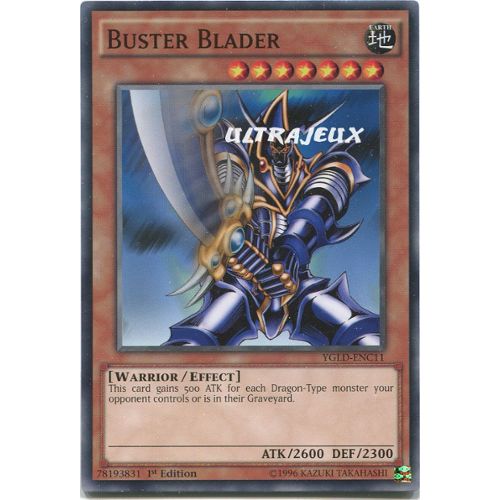 BUSTER BLADER
EARTH
地
ULTRAJEUX
YGLD-ENC11
[WARRIOR/EFFECT]
This card gains 500 ATK for each Dragon-Type monster your
opponent controls or is in their Graveyard.
ATK/2600 DEF/2300
78193831 1st Edition ©1996 KAZUKI TAKAHASHI